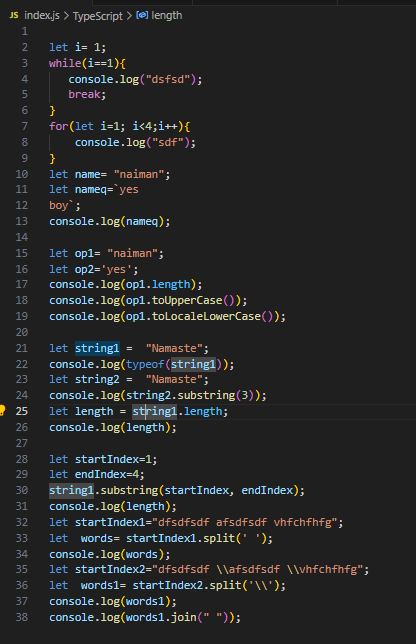 JS index.js > TypeScript > length
1
2 let i= 1;
3 while(i==1){
4 console.log("dsfsd");
5 break;
6 }
7 for(let i=1; i<4;i++){
8 console.log("sdf");
9 }
10 let name= "naiman";
11 let nameq=`yes
12 boy`;
13 console.log(nameq);
14
15 let op1= "naiman";
16 let op2='yes';
17 console.log(op1.length);
18 console.log(op1.toUpperCase());
19 console.log(op1.toLocaleLowerCase());
20
21 let string1 =  "Namaste";
22 console.log(typeof(string1));
23 let string2 =  "Namaste";
24 console.log(string2.substring(3));
25 let length = string1.length;
26 console.log(length);
27
28 let startIndex=1;
29 let endIndex=4;
30 string1.substring(startIndex, endIndex);
31 console.log(length);
32 let startIndex1="dfsdfsdf afsdfsdf vhfchfhfg";
33 let  words= startIndex1.split(' ');
34 console.log(words);
35 let startIndex2="dfsdfsdf \\afsdfsdf \\vhfchfhfg";
36 let  words1= startIndex2.split('\\');
37 console.log(words1);
38 console.log(words1.join(" "));